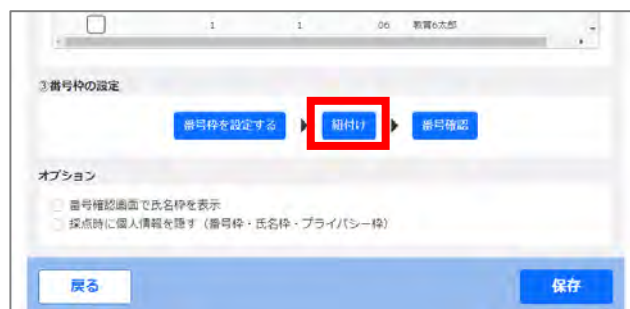 1 1 06 教育6太郎
③番号枠の設定
番号枠を設定する ▶ 紐付け ▶ 番号確認
オプション
番号確認画面で氏名枠を表示
採点時に個人情報を隠す（番号枠・氏名枠・プライバシー枠）
戻る 保存